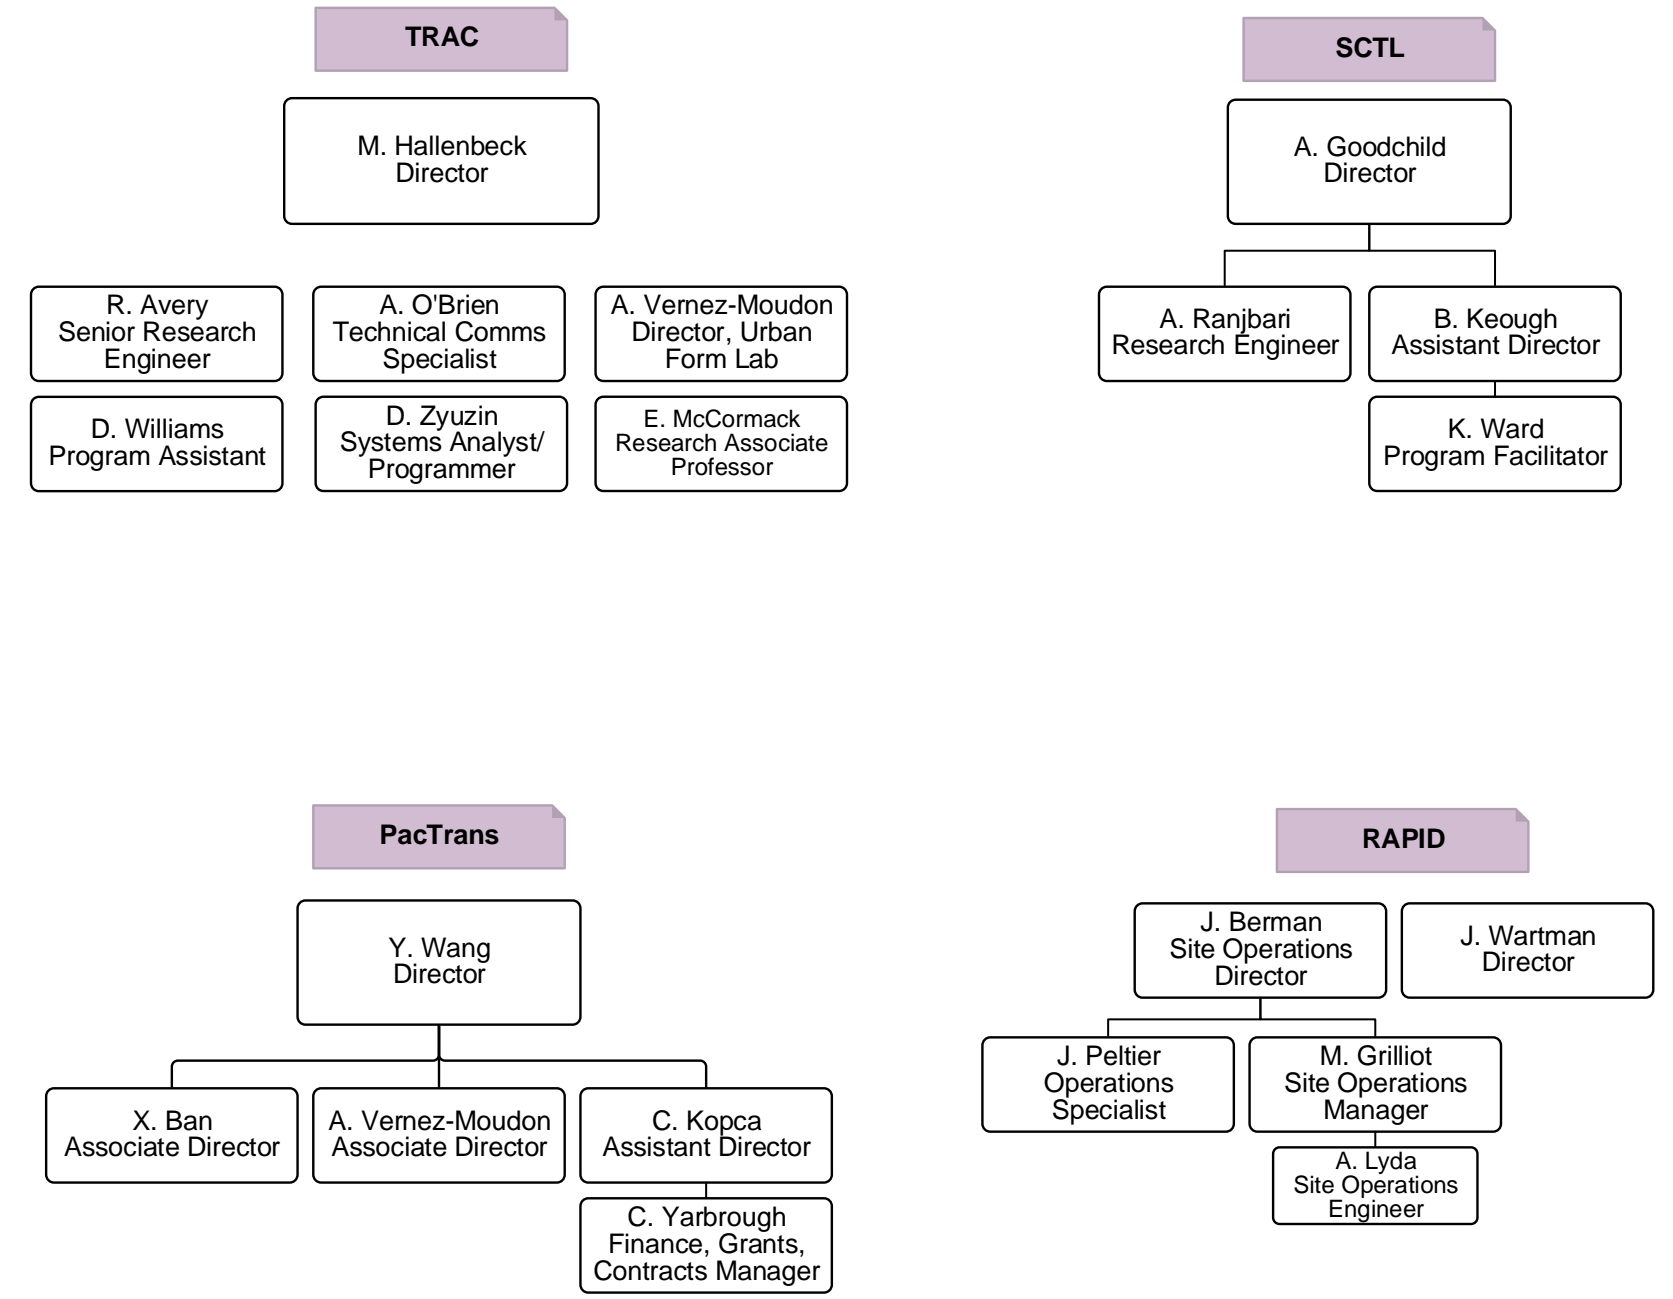 TRAC
M. Hallenbeck
Director
R. Avery
Senior Research
Engineer
A. O'Brien
Technical Comms
Specialist
A. Vernez-Moudon
Director, Urban
Form Lab
D. Williams
Program Assistant
D. Zyuzin
Systems Analyst/
Programmer
E. McCormack
Research Associate
Professor
SCTL
A. Goodchild
Director
A. Ranjbari
Research Engineer
B. Keough
Assistant Director
K. Ward
Program Facilitator
PacTrans
Y. Wang
Director
X. Ban
Associate Director
A. Vernez-Moudon
Associate Director
C. Kopca
Assistant Director
C. Yarbrough
Finance, Grants,
Contracts Manager
RAPID
J. Berman
Site Operations
Director
J. Wartman
Director
J. Peltier
Operations
Specialist
M. Grilliot
Site Operations
Manager
A. Lyda
Site Operations
Engineer